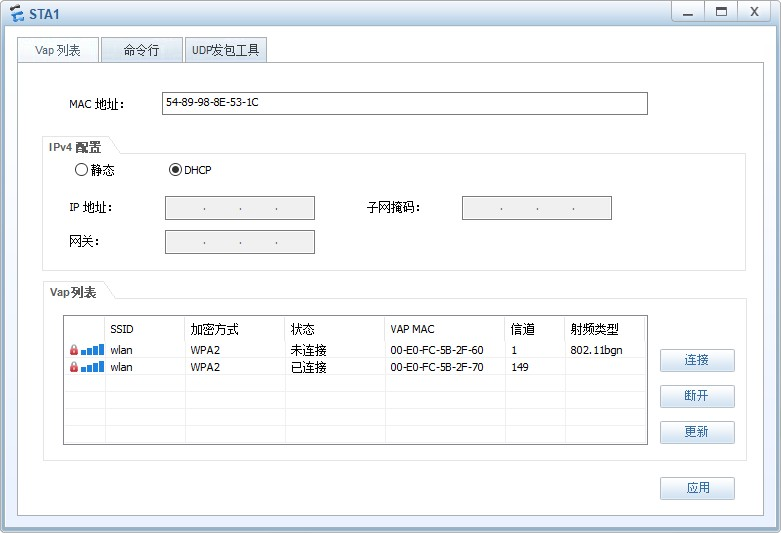 STA1
Vap 列表 命令行 UDP发包工具
MAC 地址： 54-89-98-8E-53-1C
IPv4 配置
静态 DHCP
IP 地址： . . . 子网掩码： . . .
网关： . . .
Vap列表
SSID 加密方式 状态 VAP MAC 信道 射频类型
wlan WPA2 未连接 00-E0-FC-5B-2F-60 1 802.11bgn
wlan WPA2 已连接 00-E0-FC-5B-2F-70 149
连接
断开
更新
应用